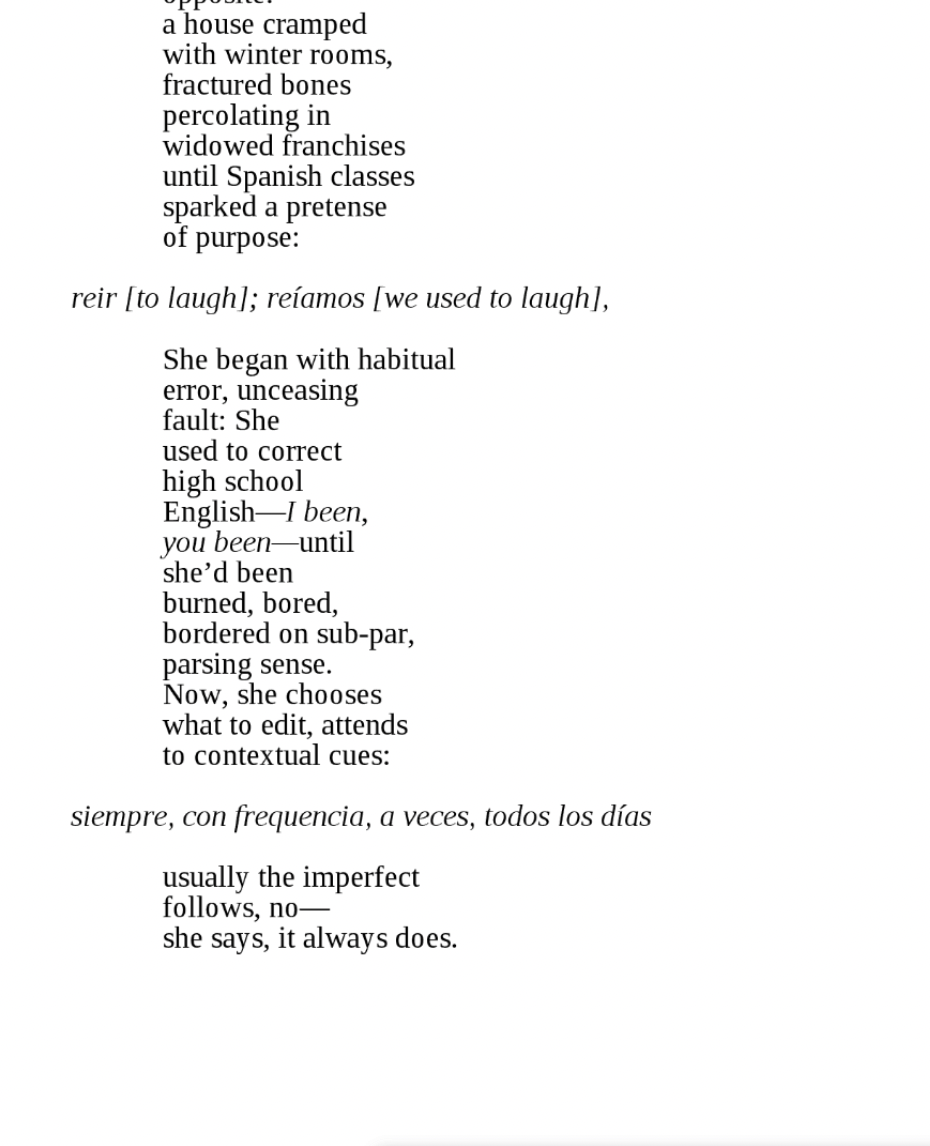 opposite:
a house cramped
with winter rooms,
fractured bones
percolating in
widowed franchises
until Spanish classes
sparked a pretense
of purpose:
reir [to laugh]; reíamos [we used to laugh],
She began with habitual
error, unceasing
fault: She
used to correct
high school
English—I been,
you been—until
she’d been
burned, bored,
bordered on sub-par,
parsing sense.
Now, she chooses
what to edit, attends
to contextual cues:
siempre, con frequencia, a veces, todos los días
usually the imperfect
follows, no—
she says, it always does.